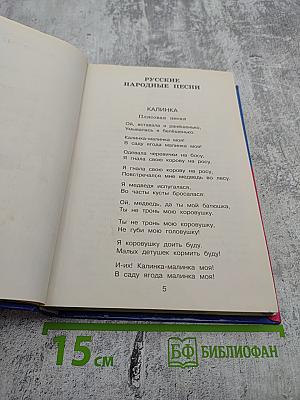 РУССКИЕ
НАРОДНЫЕ ПЕСНИ
КАЛИНКА
Плясовая песня
Ой, вставала я ранёшенько,
Умывалась я белёшенько.
Калинка-малинка моя!
В саду ягода малинка моя!
Одевала черевички на босу,
Я гнала свою корову на росу.
Я гнала свою корову на росу,
Повстречался мне медведь во лесу.
Я медведя испугалася,
Во часты кусты бросалася.
Ой, медведь, да ты мой батюшка,
Ты не тронь мою коровушку.
Ты не тронь мою коровушку,
Не губи мою головушку!
Я коровушку доить буду,
Малых детушек кормить буду!
И-их! Калинка-малинка моя!
В саду ягода малинка моя!
5
15 см
БФ БИБЛИОФАН